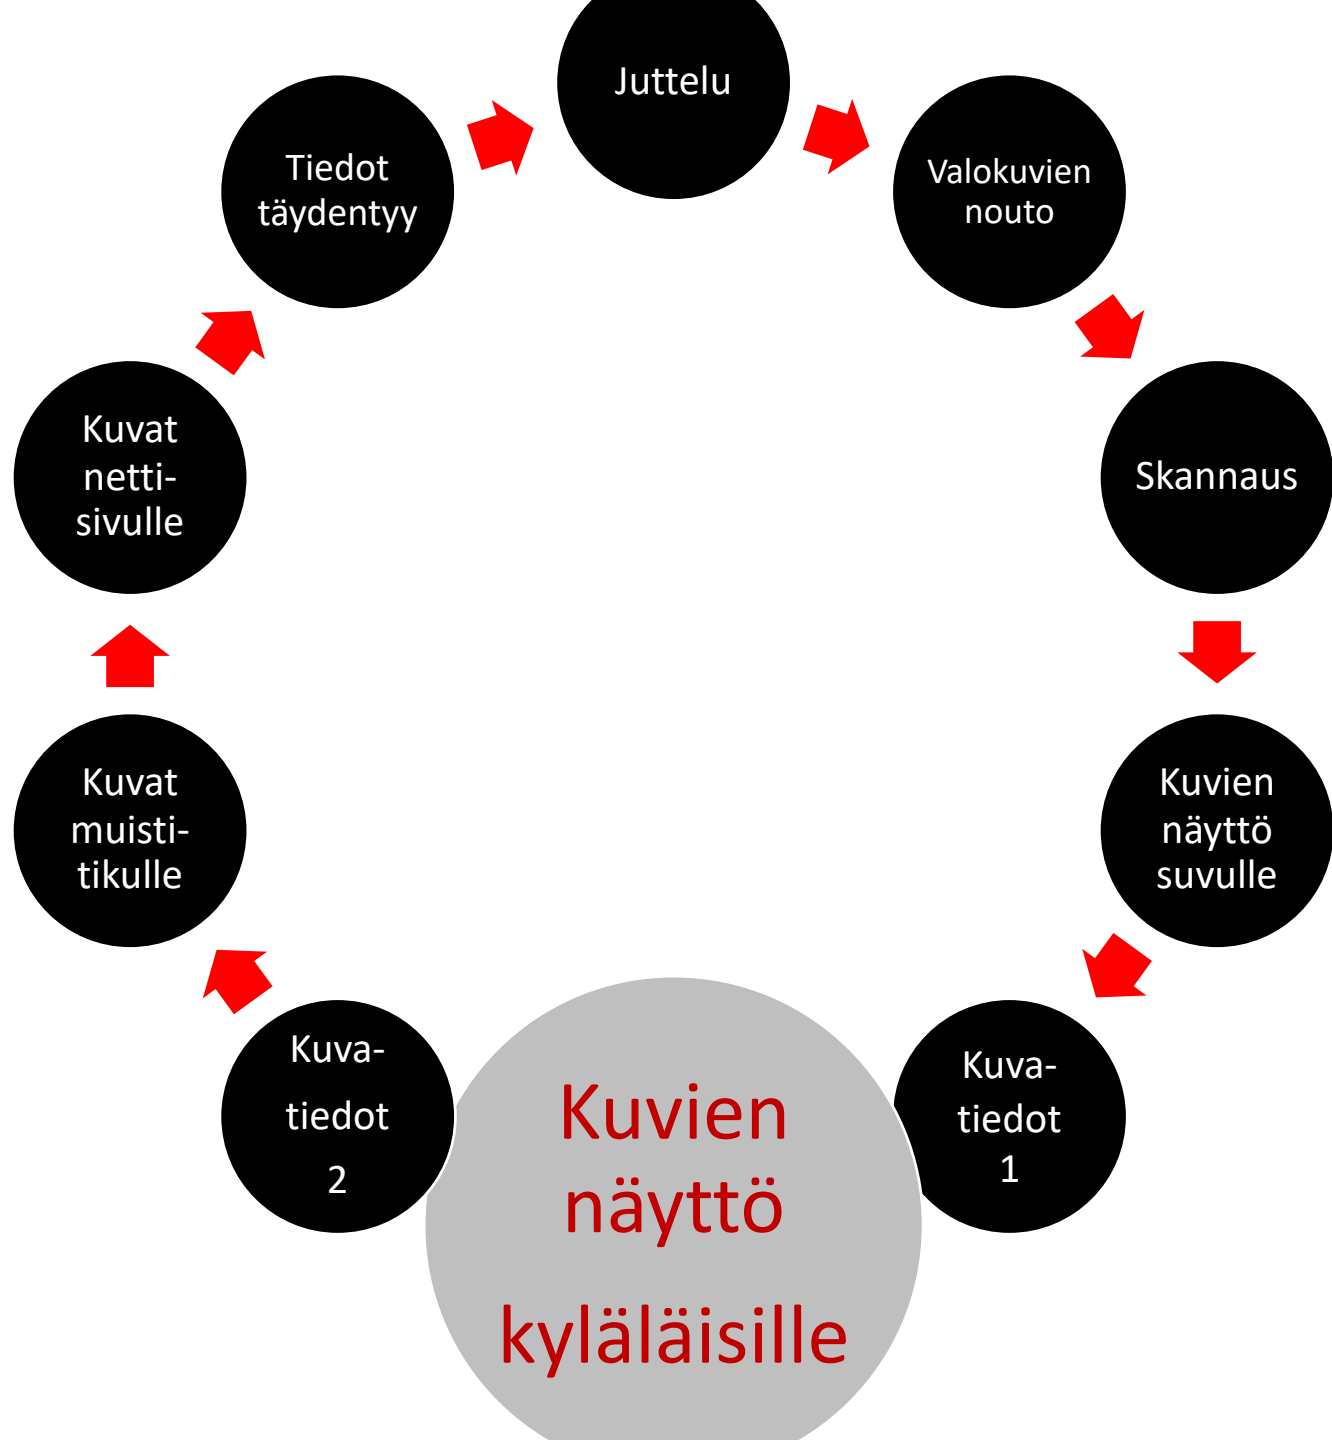 Juttelu
Valokuvien
nouto
Skannaus
Kuvien
näyttö
suvulle
Kuva-
tiedot
1
Kuvien
näyttö
kyläläisille
Kuva-
tiedot
2
Kuvat
muisti-
tikulle
Kuvat
netti-
sivulle
Tiedot
täydentyy